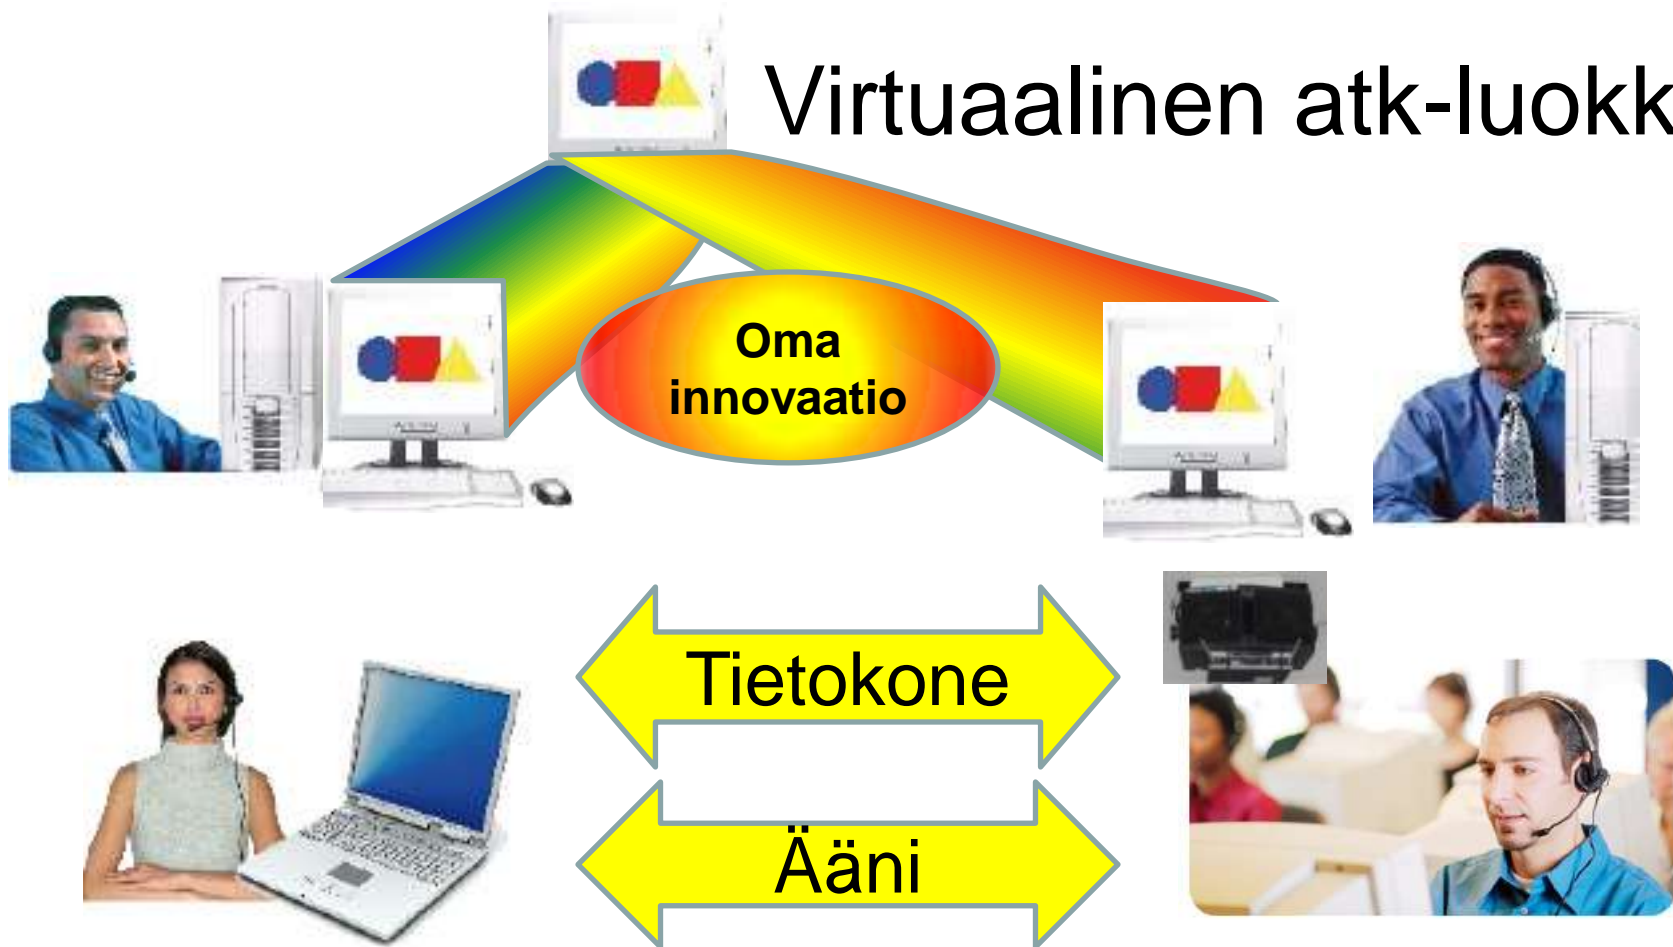 Virtuaalinen atk-luokk
Oma
innovaatio
Tietokone
Ääni